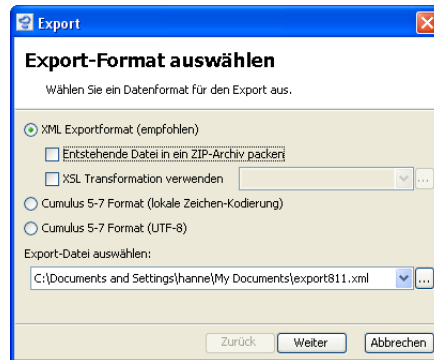 Export
Export-Format auswählen
Wählen Sie ein Datenformat für den Export aus.
XML Exportformat (empfohlen)
Entstehende Datei in ein ZIP-Archiv packen
XSL Transformation verwenden
...
Cumulus 5-7 Format (lokale Zeichen-Kodierung)
Cumulus 5-7 Format (UTF-8)
Export-Datei auswählen:
C:\Documents and Settings\hanne\My Documents\export811.xml ...
Zurück Weiter Abbrechen